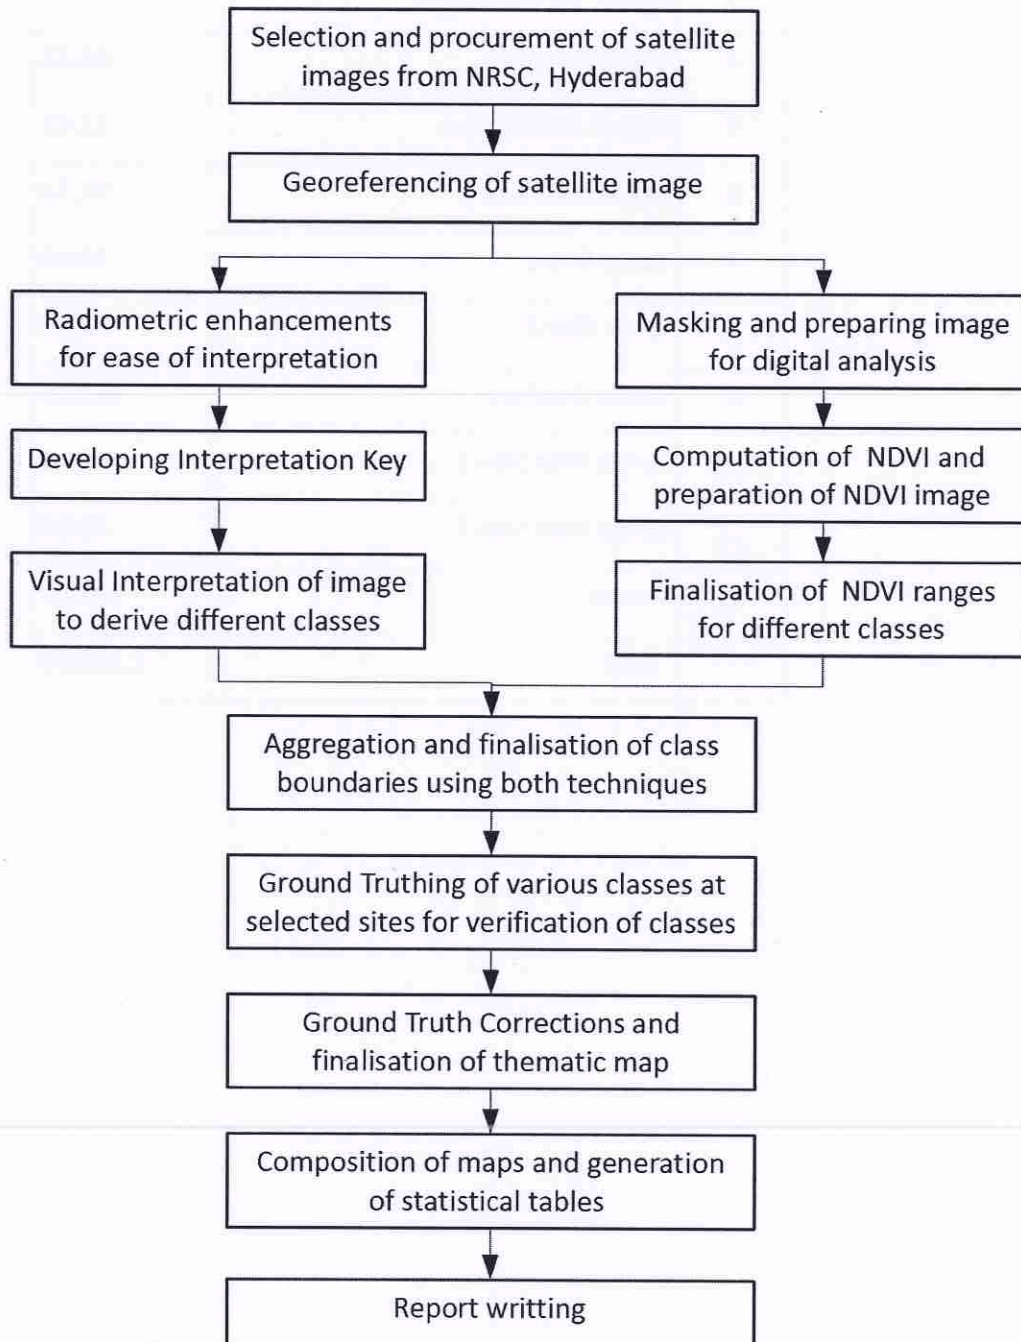 Selection and procurement of satellite
images from NRSC, Hyderabad
Georeferencing of satellite image
Radiometric enhancements
for ease of interpretation
Masking and preparing image
for digital analysis
Developing Interpretation Key
Computation of NDVI and
preparation of NDVI image
Visual Interpretation of image
to derive different classes
Finalisation of NDVI ranges
for different classes
Aggregation and finalisation of class
boundaries using both techniques
Ground Truthing of various classes at
selected sites for verification of classes
Ground Truth Corrections and
finalisation of thematic map
Composition of maps and generation
of statistical tables
Report writting